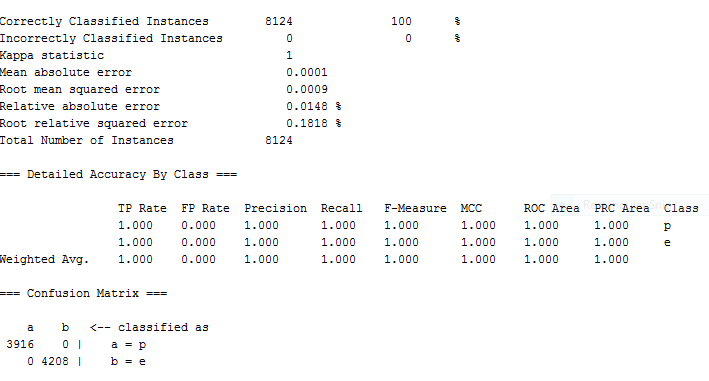 Correctly Classified Instances 8124 100 %
Incorrectly Classified Instances 0 0 %
Kappa statistic 1
Mean absolute error 0.0001
Root mean squared error 0.0009
Relative absolute error 0.0148 %
Root relative squared error 0.1818 %
Total Number of Instances 8124
=== Detailed Accuracy By Class ===
TP Rate FP Rate Precision Recall F-Measure MCC ROC Area PRC Area Class
1.000 0.000 1.000 1.000 1.000 1.000 1.000 1.000 p
1.000 0.000 1.000 1.000 1.000 1.000 1.000 1.000 e
Weighted Avg. 1.000 0.000 1.000 1.000 1.000 1.000 1.000 1.000
=== Confusion Matrix ===
a b <-- classified as
3916 0 | a = p
0 4208 | b = e